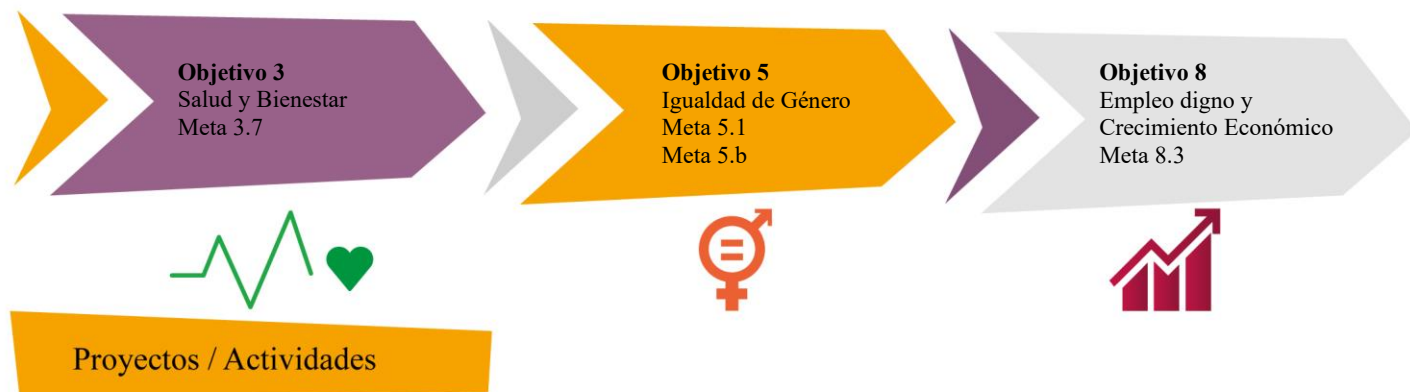 Objetivo 3
Salud y Bienestar
Meta 3.7
Objetivo 5
Igualdad de Género
Meta 5.1
Meta 5.b
Objetivo 8
Empleo digno y
Crecimiento Económico
Meta 8.3
Proyectos / Actividades